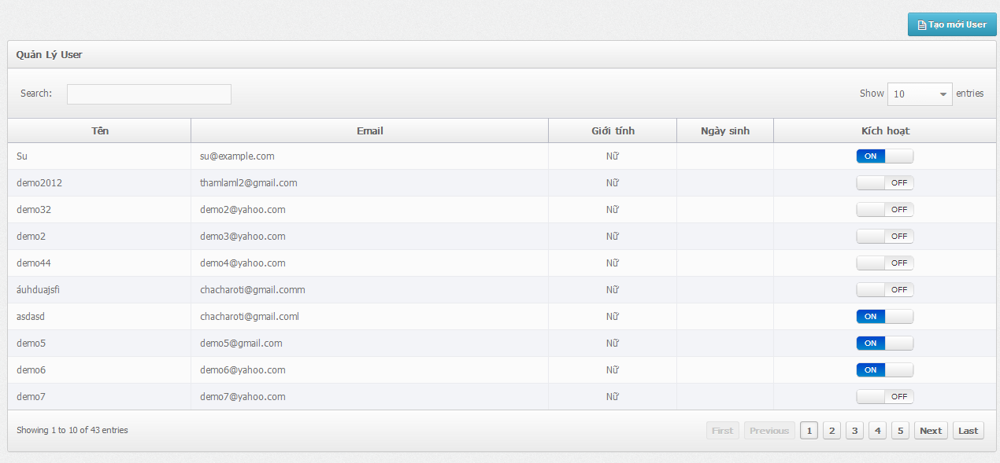 Tạo mới User
Quản Lý User
Search:
Show 10 entries
Tên Email Giới tính Ngày sinh Kích hoạt
Su su@example.com Nữ ON
demo2012 thamlaml2@gmail.com Nữ OFF
demo32 demo2@yahoo.com Nữ OFF
demo2 demo3@yahoo.com Nữ OFF
demo44 demo4@yahoo.com Nữ OFF
áuhduajsfi chacharoti@gmail.comm Nữ OFF
asdasd chacharoti@gmail.coml Nữ ON
demo5 demo5@gmail.com Nữ ON
demo6 demo6@yahoo.com Nữ ON
demo7 demo7@yahoo.com Nữ OFF
Showing 1 to 10 of 43 entries First Previous 1 2 3 4 5 Next Last